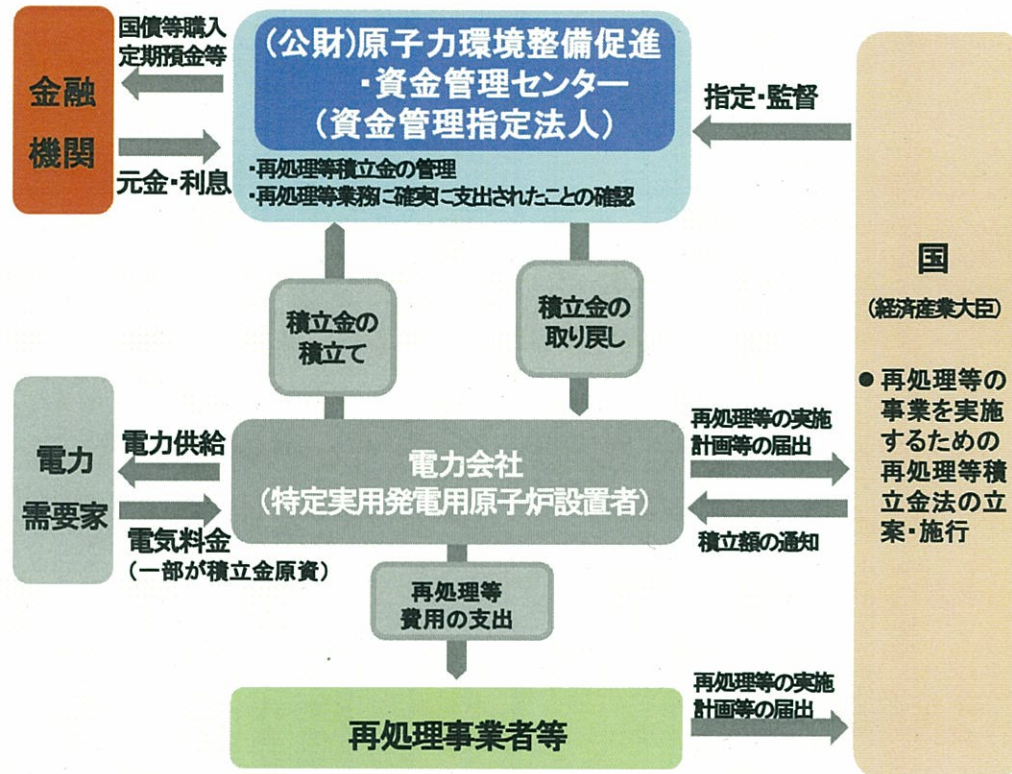 国債等購入
定期預金等
金融
機関
元金・利息
(公財)原子力環境整備促進
・資金管理センター
(資金管理指定法人)
・再処理等積立金の管理
・再処理等業務に確実に支出されたことの確認
指定・監督
積立金の
積立て
積立金の
取り戻し
国
(経済産業大臣)
● 再処理等の
事業を実施
するための
再処理等積
立金法の立
案・施行
電力
需要家
電力供給
電気料金
(一部が積立金原資)
電力会社
(特定実用発電用原子炉設置者)
再処理等の実施
計画等の届出
積立額の通知
再処理等
費用の支出
再処理事業者等
再処理等の実施
計画等の届出